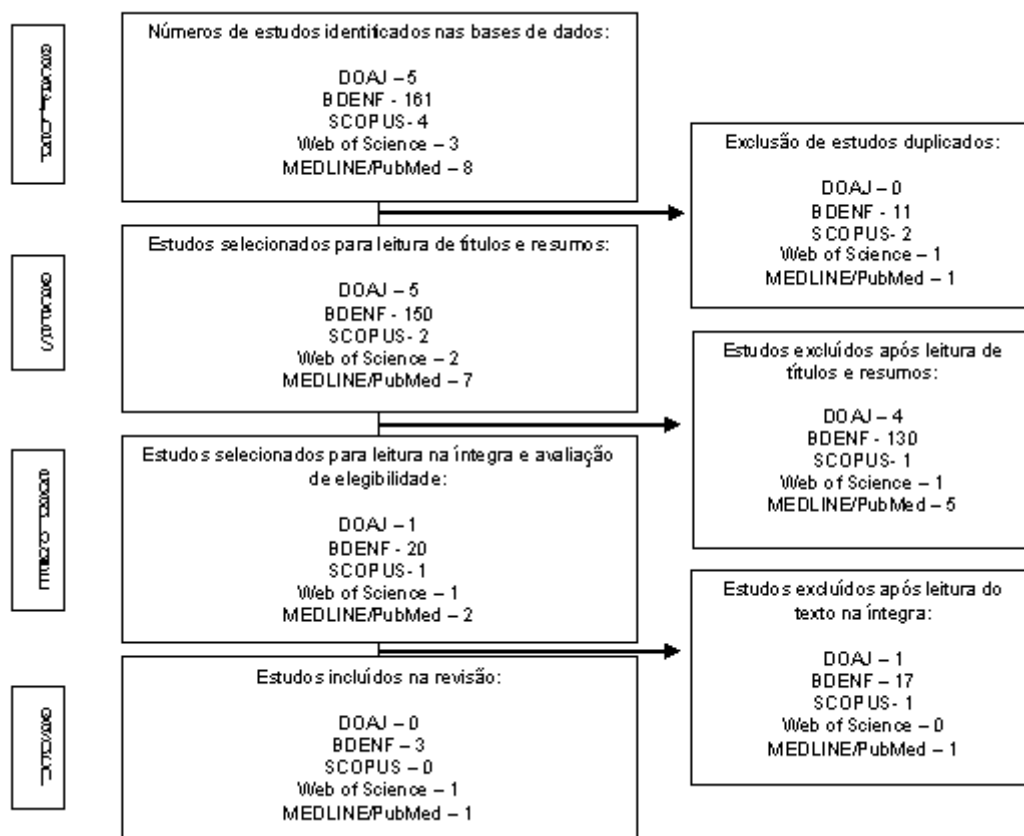 Números de estudos identificados nas bases de dados:
DOAJ – 5
BDENF - 161
SCOPUS- 4
Web of Science – 3
MEDLINE/PubMed – 8
Exclusão de estudos duplicados:
DOAJ – 0
BDENF - 11
SCOPUS- 2
Web of Science – 1
MEDLINE/PubMed – 1
Estudos selecionados para leitura de títulos e resumos:
DOAJ – 5
BDENF - 150
SCOPUS- 2
Web of Science – 2
MEDLINE/PubMed – 7
Estudos excluídos após leitura de
títulos e resumos:
DOAJ – 4
BDENF - 130
SCOPUS- 1
Web of Science – 1
MEDLINE/PubMed – 5
Estudos selecionados para leitura na íntegra e avaliação
de elegibilidade:
DOAJ – 1
BDENF - 20
SCOPUS- 1
Web of Science – 1
MEDLINE/PubMed – 2
Estudos excluídos após leitura do
texto na íntegra:
DOAJ – 1
BDENF – 17
SCOPUS- 1
Web of Science – 0
MEDLINE/PubMed – 1
Estudos incluídos na revisão:
DOAJ – 0
BDENF – 3
SCOPUS – 0
Web of Science – 1
MEDLINE/PubMed – 1